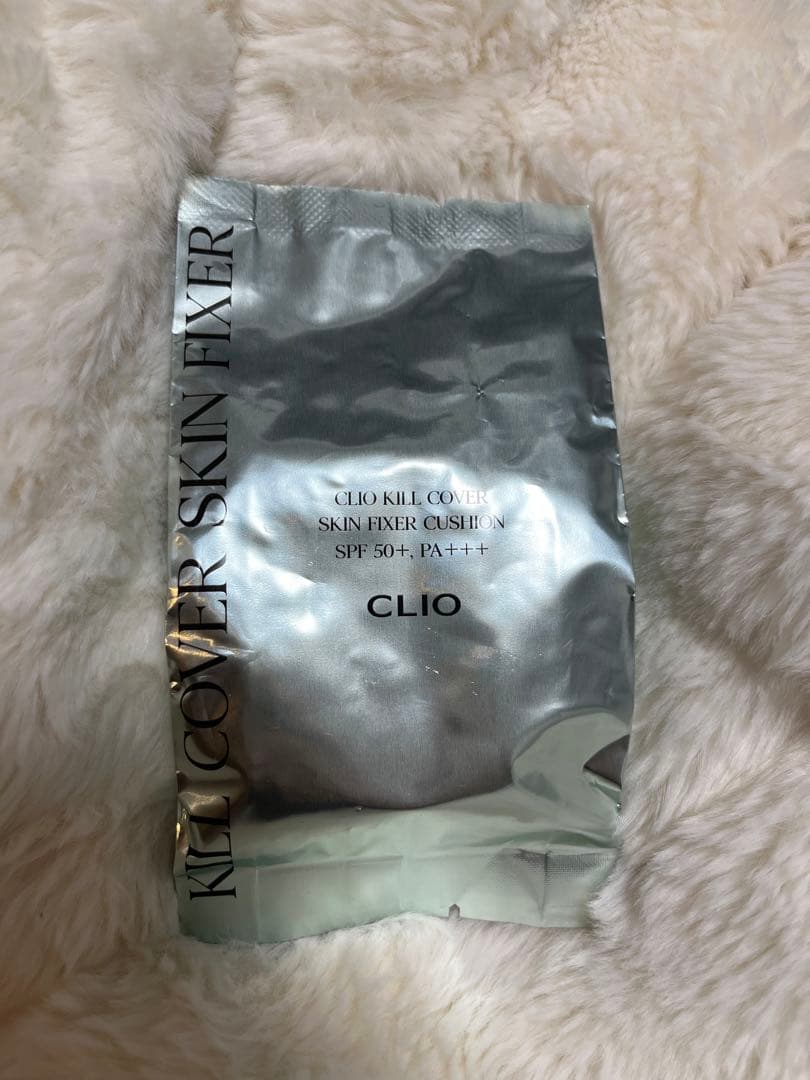 KILL COVER SKIN FIXER
CLIO KILL COVER
SKIN FIXER CUSHION
SPF 50+, PA+++
CLIO